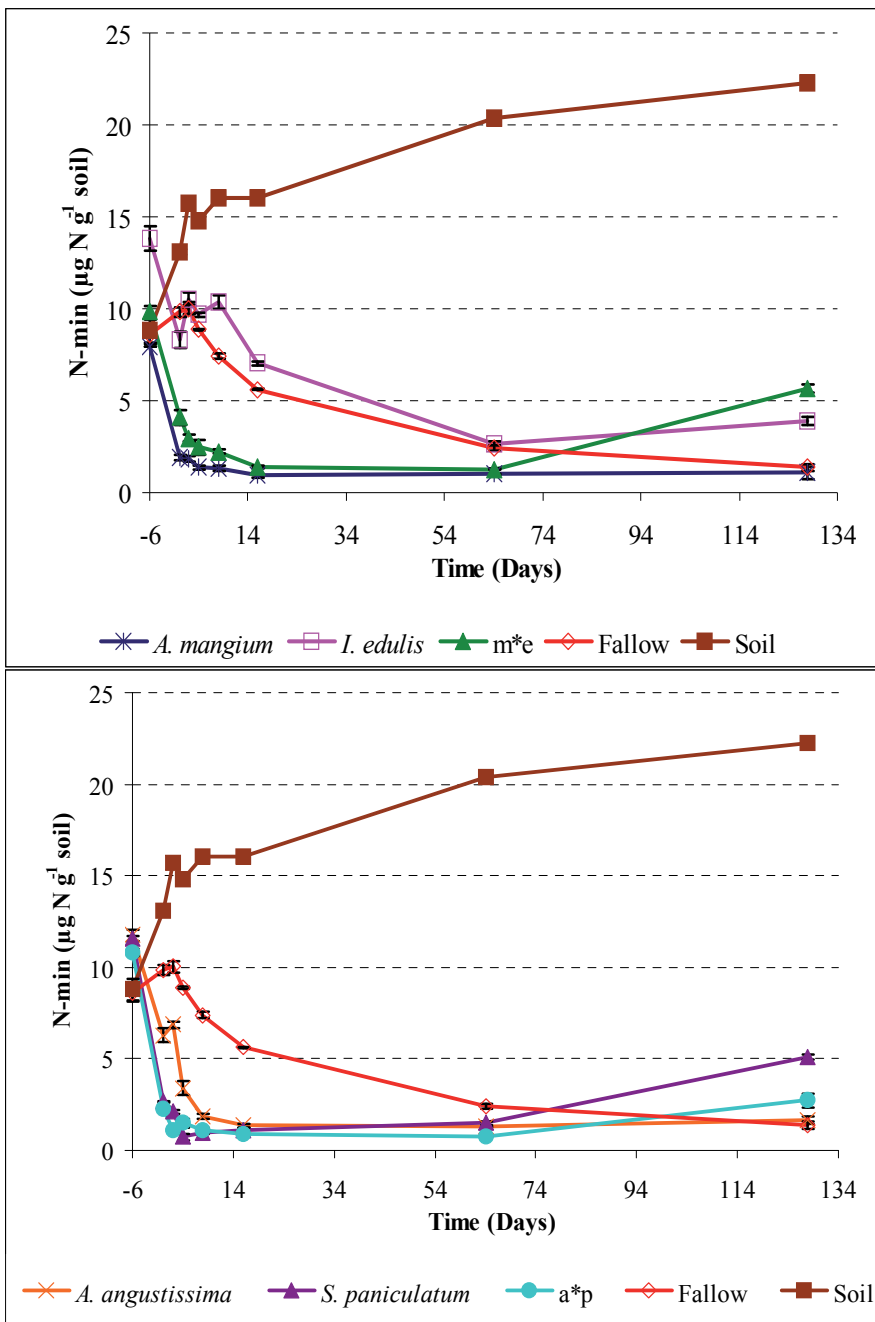 25
20
15
10
5
0
N-min (µg N g-1 soil)
-6 14 34 54 74 94 114 134
Time (Days)
A. mangium I. edulis m*e Fallow Soil
25
20
15
10
5
0
N-min (µg N g-1 soil)
-6 14 34 54 74 94 114 134
Time (Days)
A. angustissima S. paniculatum a*p Fallow Soil